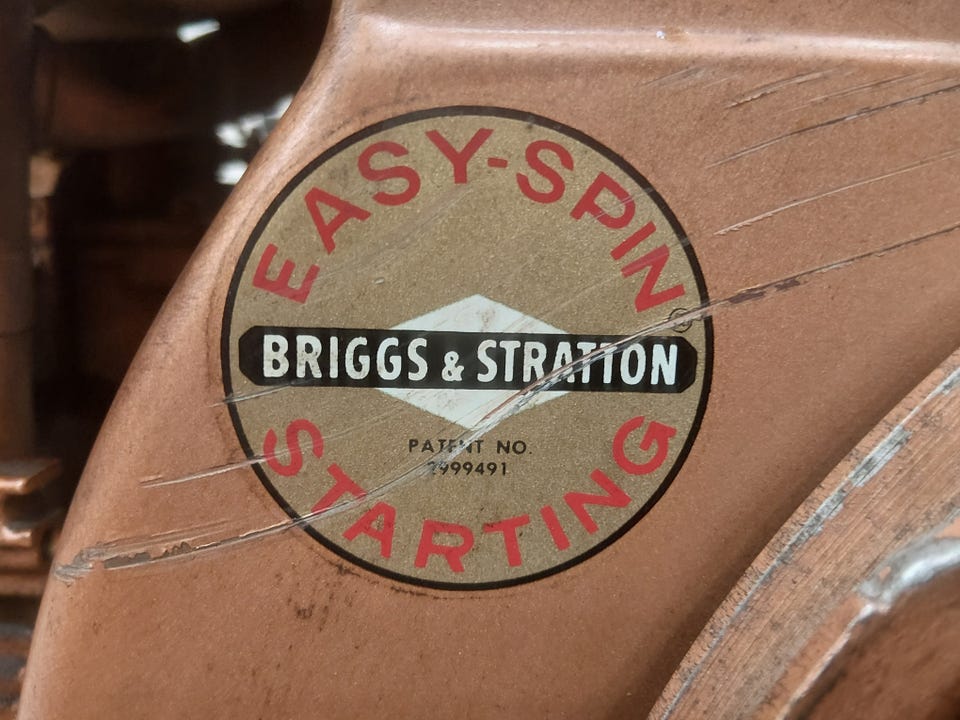 EASY-SPIN
®
BRIGGS & STRATTON
PATENT NO.
2999491
STARTING